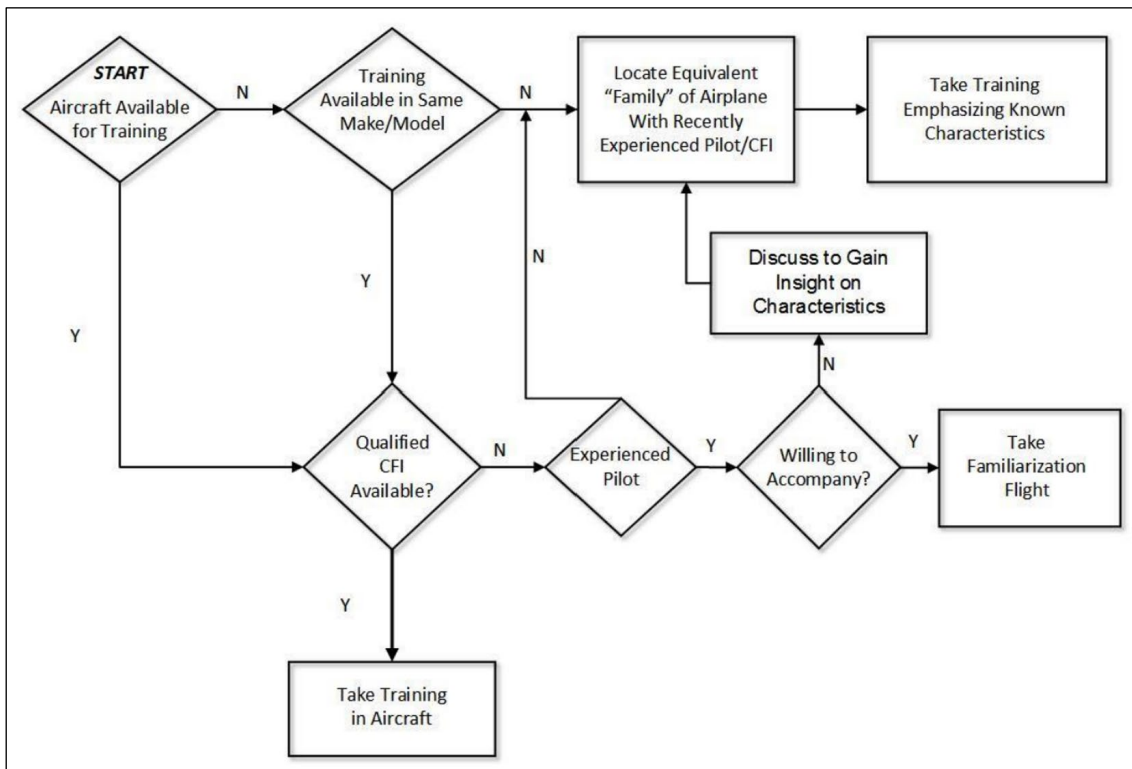 START
Aircraft Available
for Training
N
Training
Available in Same
Make/Model
N
Locate Equivalent
“Family” of Airplane
With Recently
Experienced Pilot/CFI
Take Training
Emphasizing Known
Characteristics
Y
Y
N
Discuss to Gain
Insight on
Characteristics
N
Qualified
CFI
Available?
N
Experienced
Pilot
Y
Willing to
Accompany?
Y
Take
Familiarization
Flight
Y
Take Training
in Aircraft